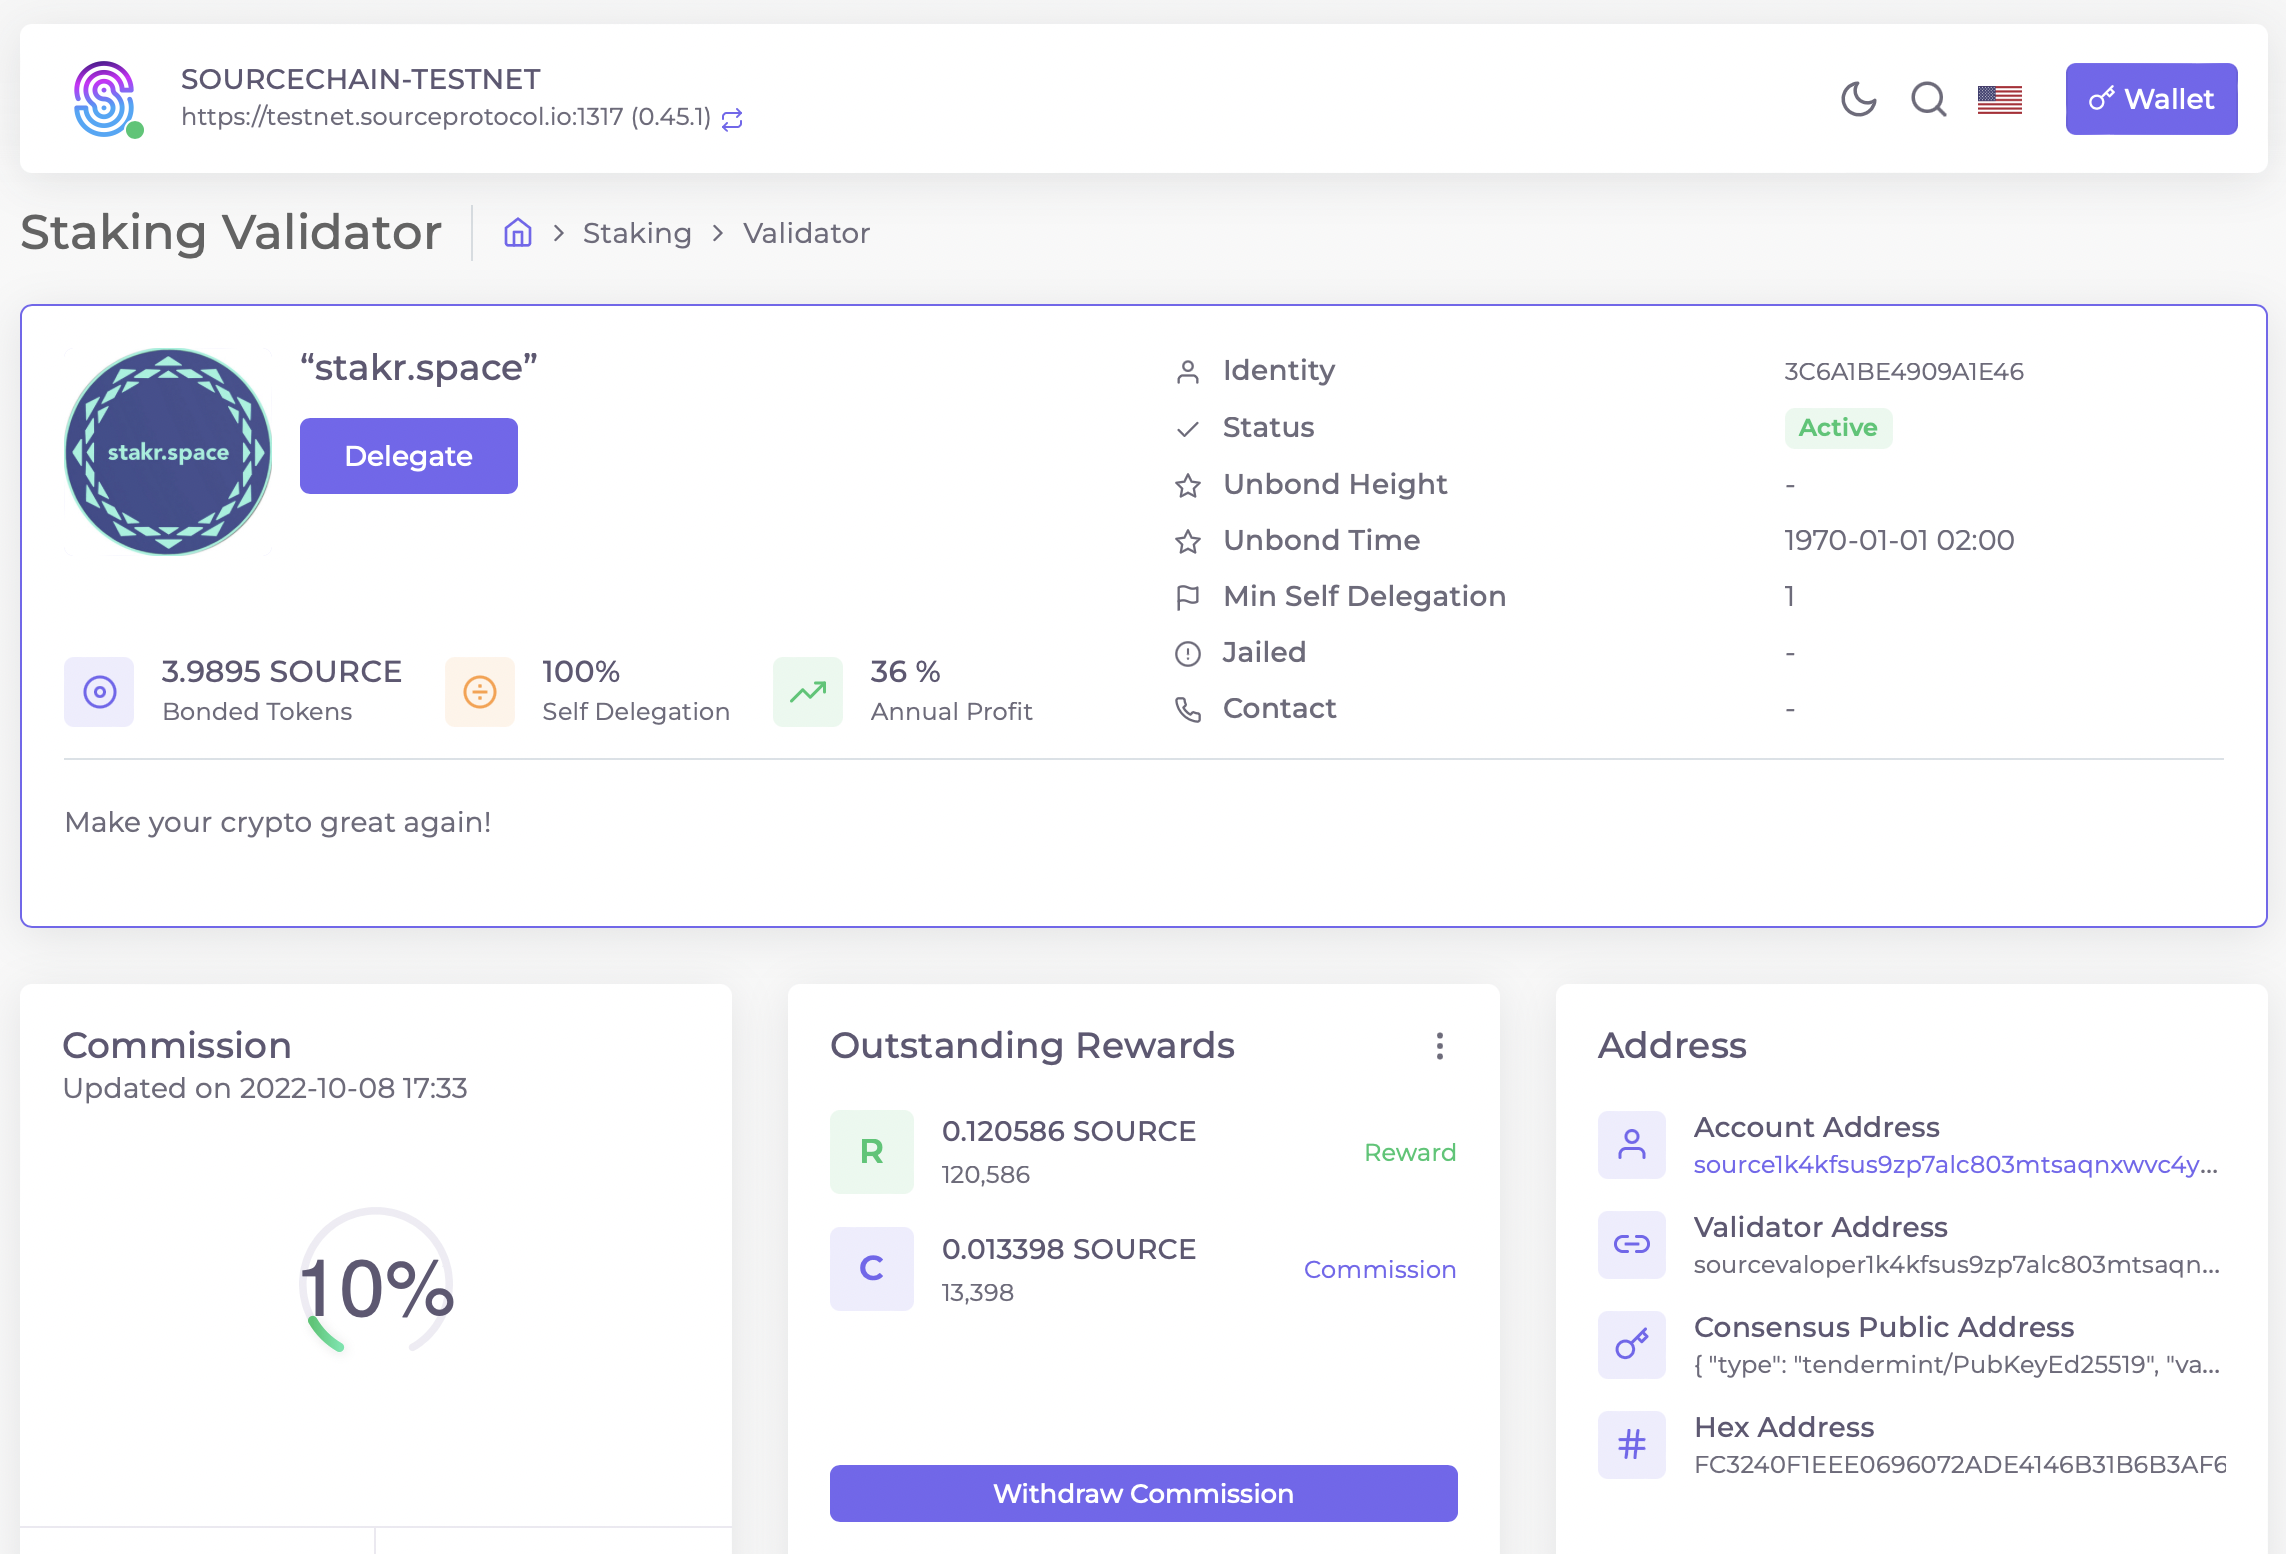 SOURCECHAIN-TESTNET
https://testnet.sourceprotocol.io:1317 (0.45.1)
Wallet
Staking Validator
Staking
Validator
stakr.space
“stakr.space”
Delegate
3.9895 SOURCE
Bonded Tokens
100%
Self Delegation
36 %
Annual Profit
Identity
3C6A1BE4909A1E46
Status
Active
Unbond Height
-
Unbond Time
1970-01-01 02:00
Min Self Delegation
1
Jailed
-
Contact
-
Make your crypto great again!
Commission
Updated on 2022-10-08 17:33
10%
Outstanding Rewards
R
0.120586 SOURCE
120,586
Reward
C
0.013398 SOURCE
13,398
Commission
Withdraw Commission
Address
Account Address
source1k4kfsus9zp7alc803mtsaqnxwvc4y...
Validator Address
sourcevaloper1k4kfsus9zp7alc803mtsaqn...
Consensus Public Address
{ "type": "tendermint/PubKeyEd25519", "va...
Hex Address
FC3240F1EEE0696072ADE4146B31B6B3AF6